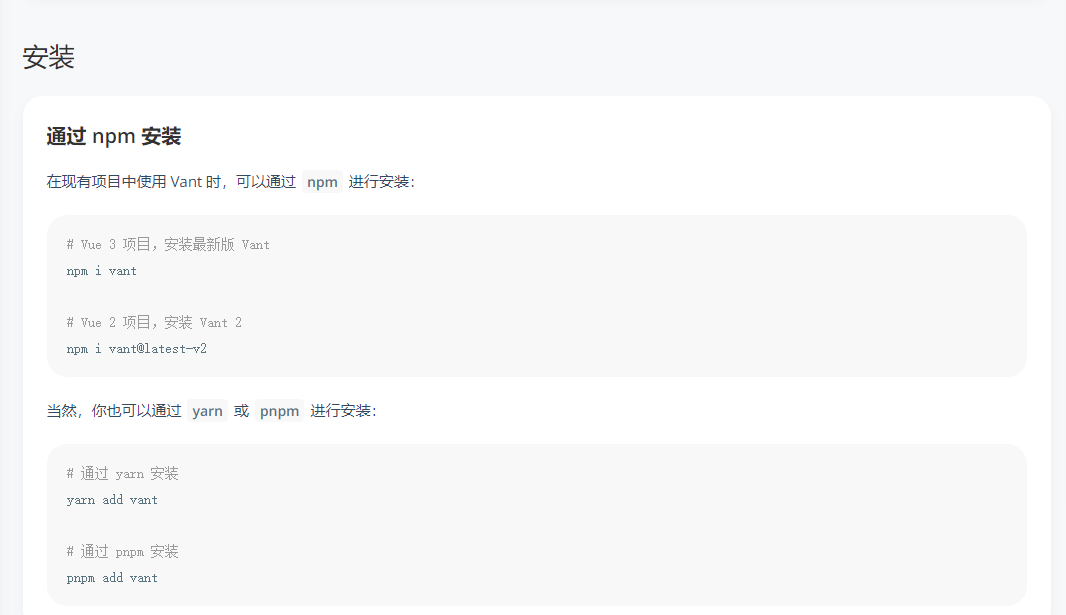 安装
通过 npm 安装
在现有项目中使用 Vant 时，可以通过 npm 进行安装：
# Vue 3 项目，安装最新版 Vant
npm i vant
# Vue 2 项目，安装 Vant 2
npm i vant@latest-v2
当然，你也可以通过 yarn 或 pnpm 进行安装：
# 通过 yarn 安装
yarn add vant
# 通过 pnpm 安装
pnpm add vant